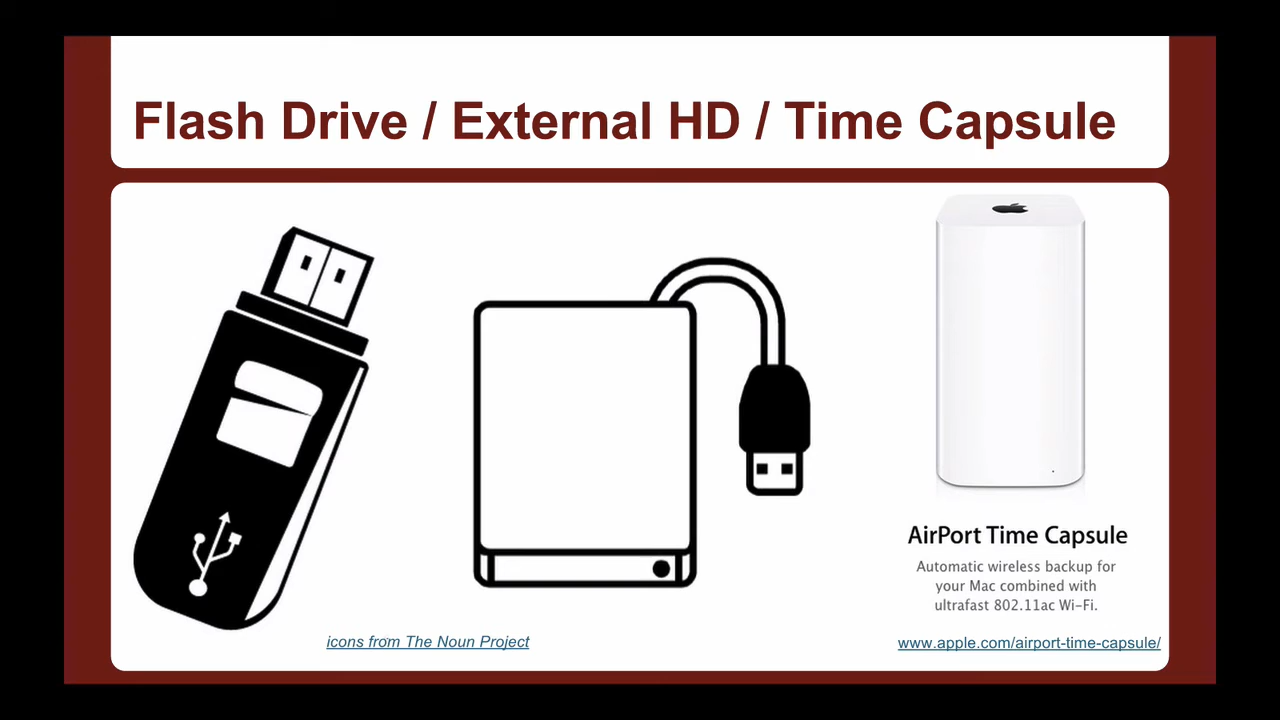 Flash Drive / External HD / Time Capsule
AirPort Time Capsule
Automatic wireless backup for
your Mac combined with
ultrafast 802.11ac Wi-Fi.
icons from The Noun Project
www.apple.com/airport-time-capsule/